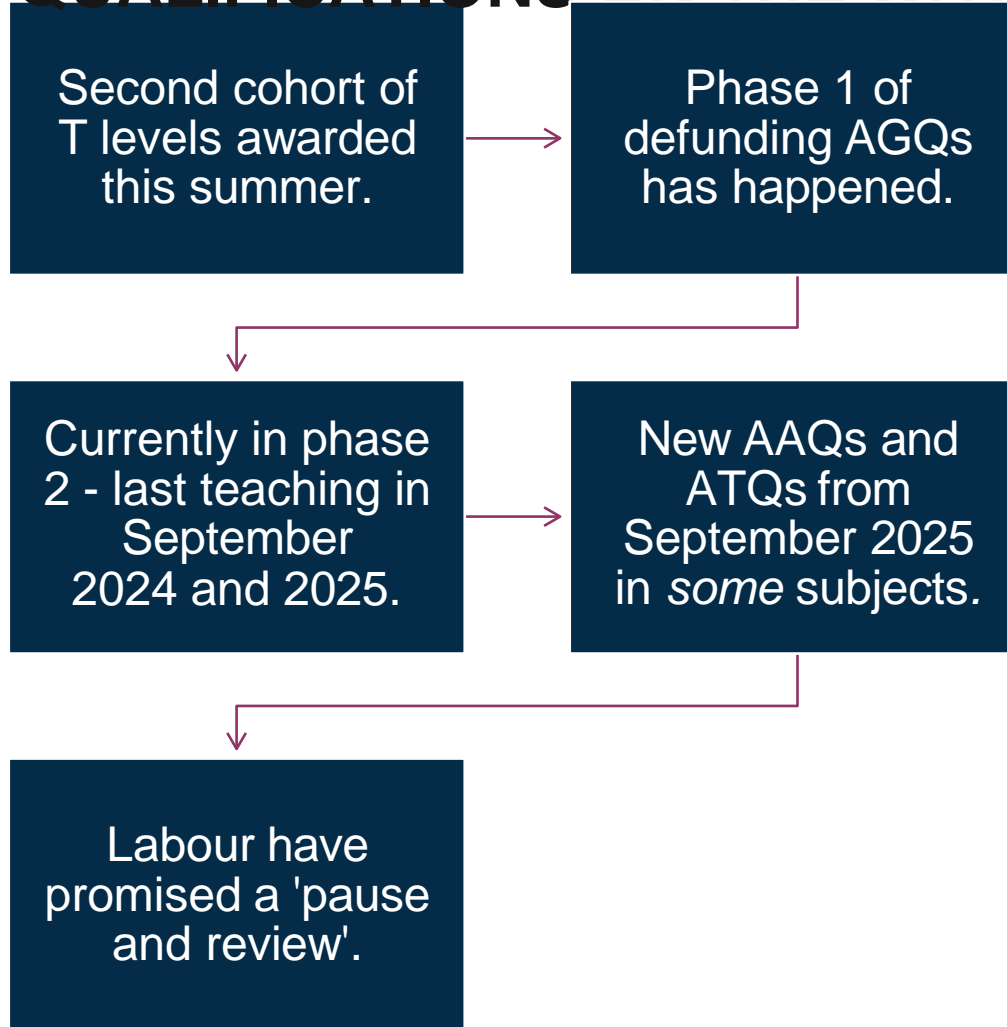 QUALIFICATIONS
Second cohort of
T levels awarded
this summer.
Phase 1 of
defunding AGQs
has happened.
Currently in phase
2 - last teaching in
September
2024 and 2025.
New AAQs and
ATQs from
September 2025
in some subjects.
Labour have
promised a 'pause
and review'.